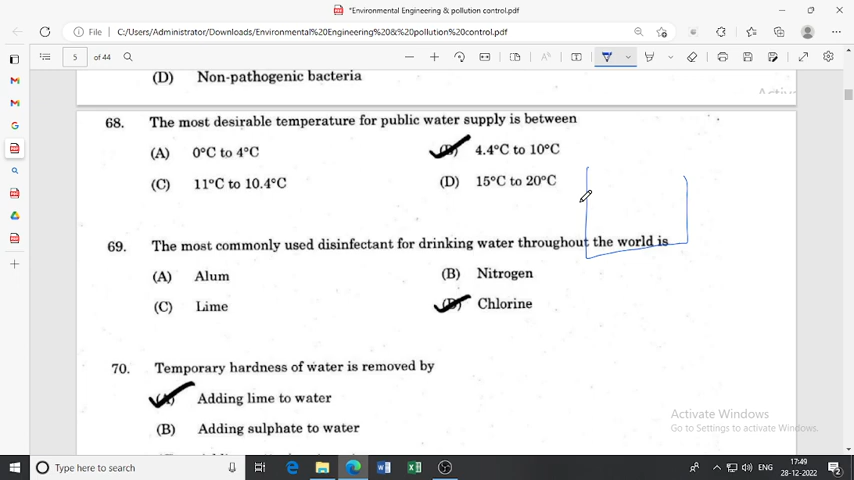 *Environmental Engineering & pollution control.pdf
File C:/Users/Administrator/Downloads/Environmental%20Engineering%20&%20pollution%20control.pdf
5 of 44
(D) Non-pathogenic bacteria
68. The most desirable temperature for public water supply is between
(A) 0°C to 4°C (B) 4.4°C to 10°C
(C) 11°C to 10.4°C (D) 15°C to 20°C
69. The most commonly used disinfectant for drinking water throughout the world is
(A) Alum (B) Nitrogen
(C) Lime (D) Chlorine
70. Temporary hardness of water is removed by
(A) Adding lime to water
(B) Adding sulphate to water
Activate Windows
Go to Settings to activate Windows.
Type here to search
ENG 17:49
28-12-2022